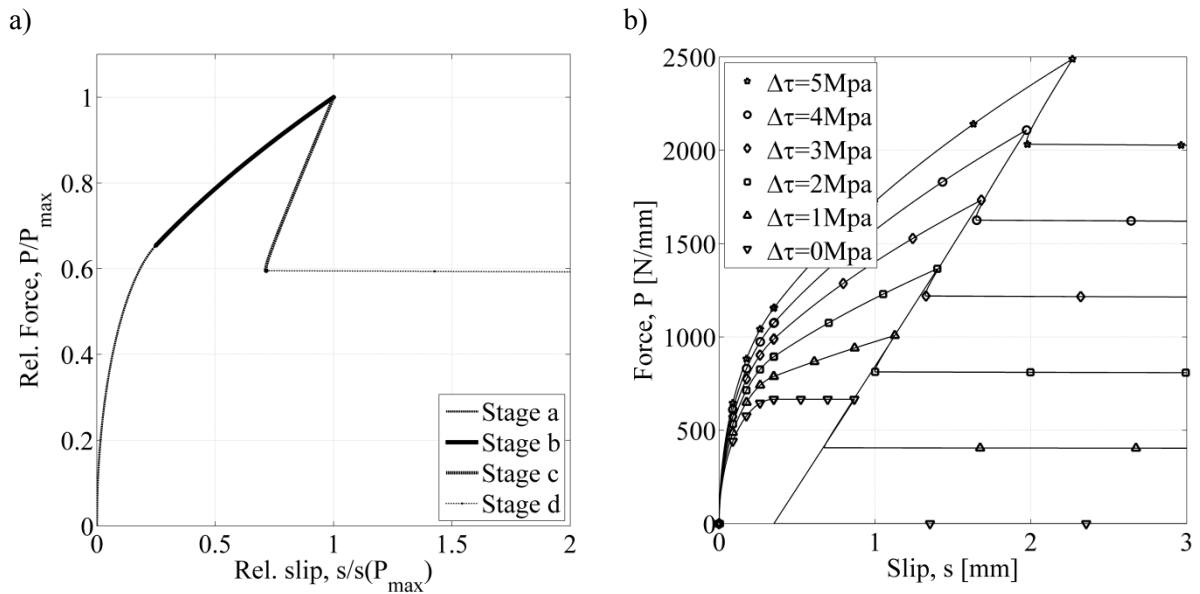 a)
Rel. Force, P/P_max
1
0.8
0.6
0.4
0.2
0
0
0.5
1
1.5
2
Rel. slip, s/s(P_max)
Stage a
Stage b
Stage c
Stage d
b)
Force, P [N/mm]
2500
2000
1500
1000
500
0
0
1
2
3
Slip, s [mm]
Δτ=5Mpa
Δτ=4Mpa
Δτ=3Mpa
Δτ=2Mpa
Δτ=1Mpa
Δτ=0Mpa